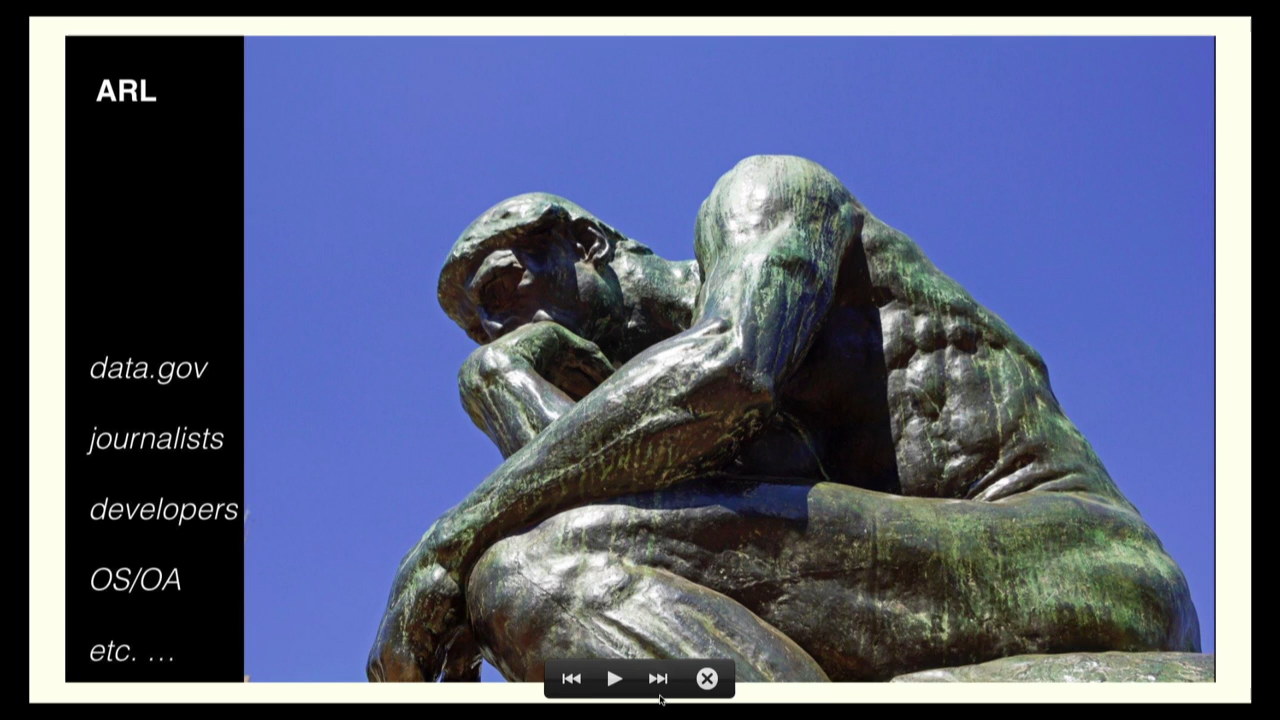 ARL
data.gov
journalists
developers
OS/OA
etc. …